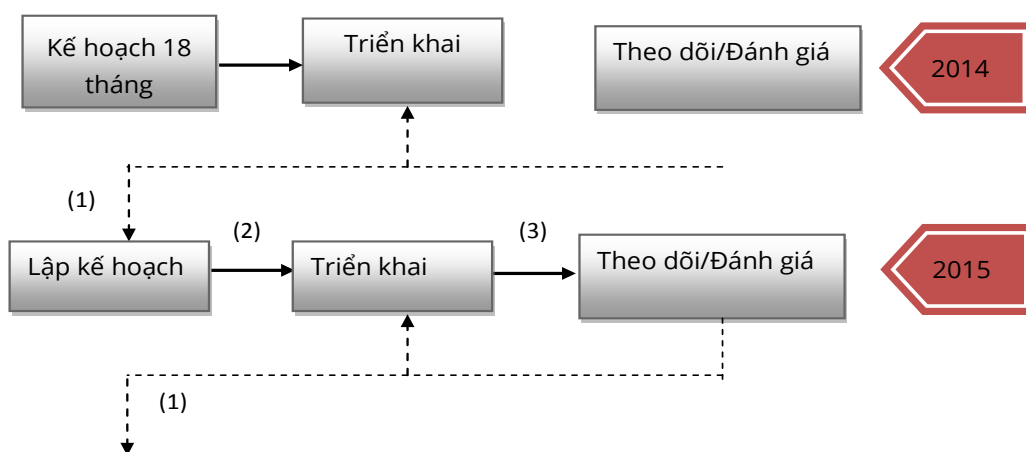 Kế hoạch 18
tháng
Triển khai
Theo dõi/Đánh giá
2014
(1)
(2)
(3)
Lập kế hoạch
Triển khai
Theo dõi/Đánh giá
2015
(1)